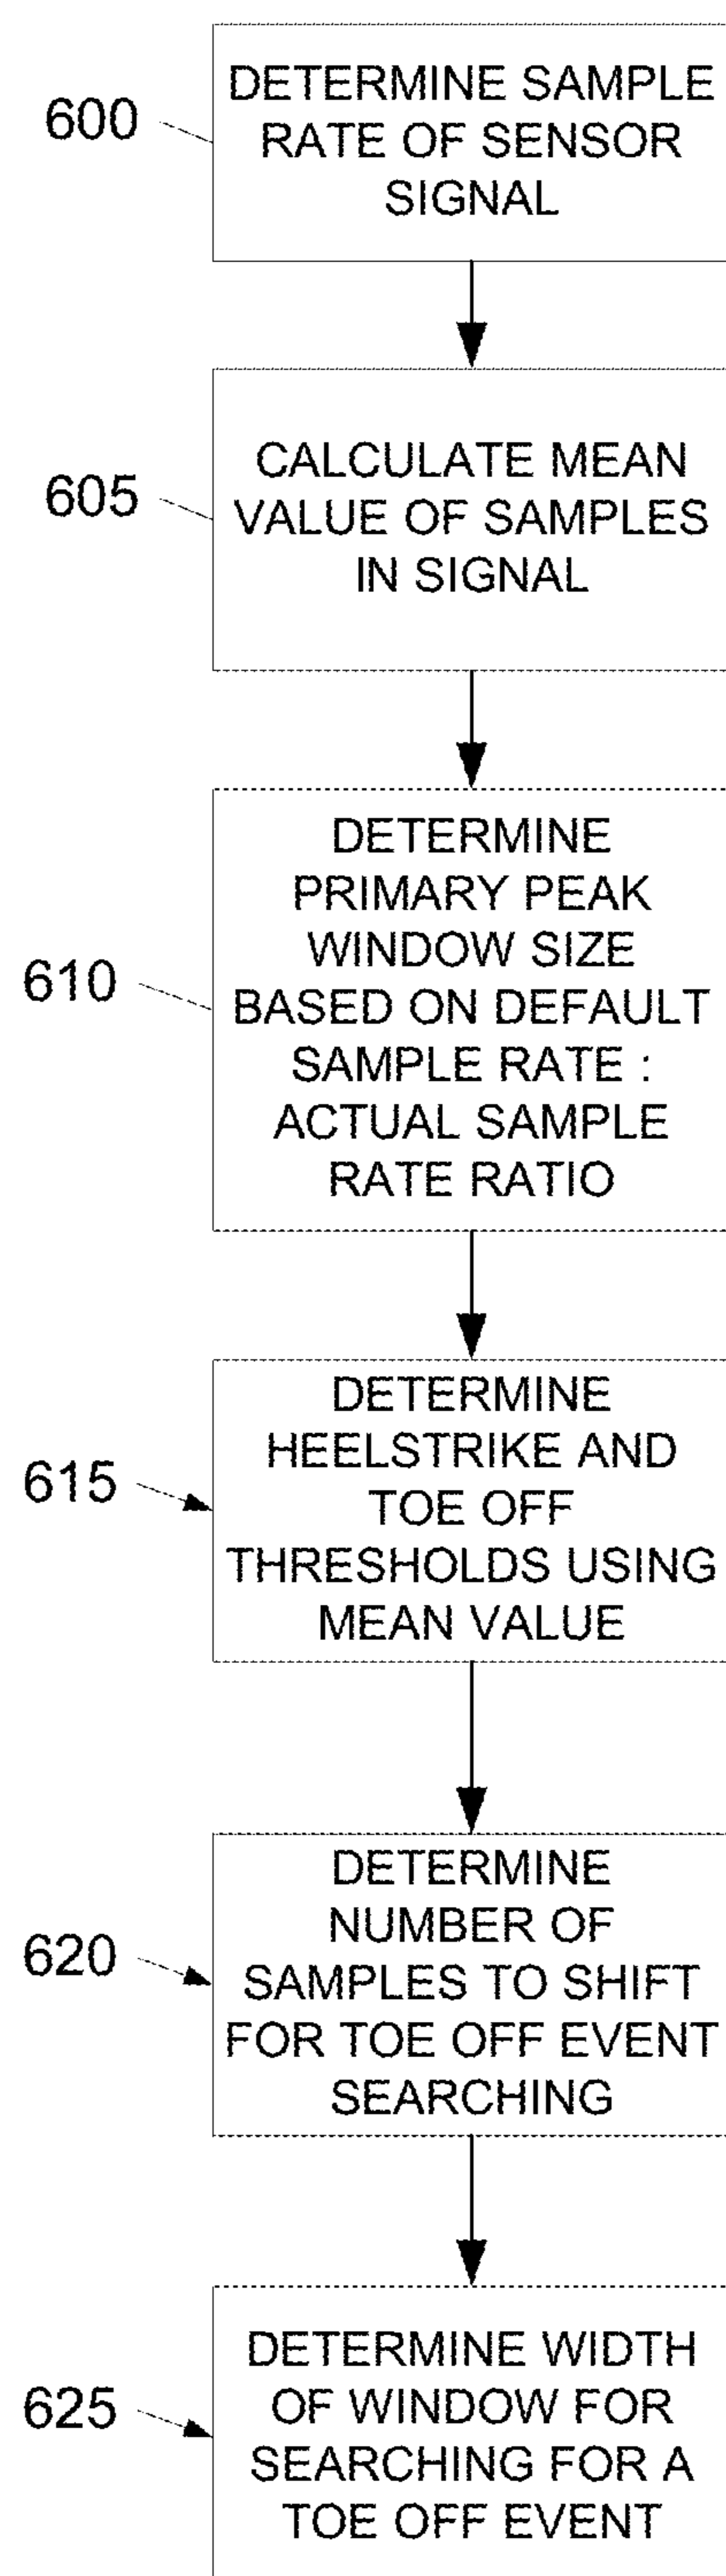 600
DETERMINE SAMPLE
RATE OF SENSOR
SIGNAL
605
CALCULATE MEAN
VALUE OF SAMPLES
IN SIGNAL
610
DETERMINE
PRIMARY PEAK
WINDOW SIZE
BASED ON DEFAULT
SAMPLE RATE :
ACTUAL SAMPLE
RATE RATIO
615
DETERMINE
HEELSTRIKE AND
TOE OFF
THRESHOLDS USING
MEAN VALUE
620
DETERMINE
NUMBER OF
SAMPLES TO SHIFT
FOR TOE OFF EVENT
SEARCHING
625
DETERMINE WIDTH
OF WINDOW FOR
SEARCHING FOR A
TOE OFF EVENT